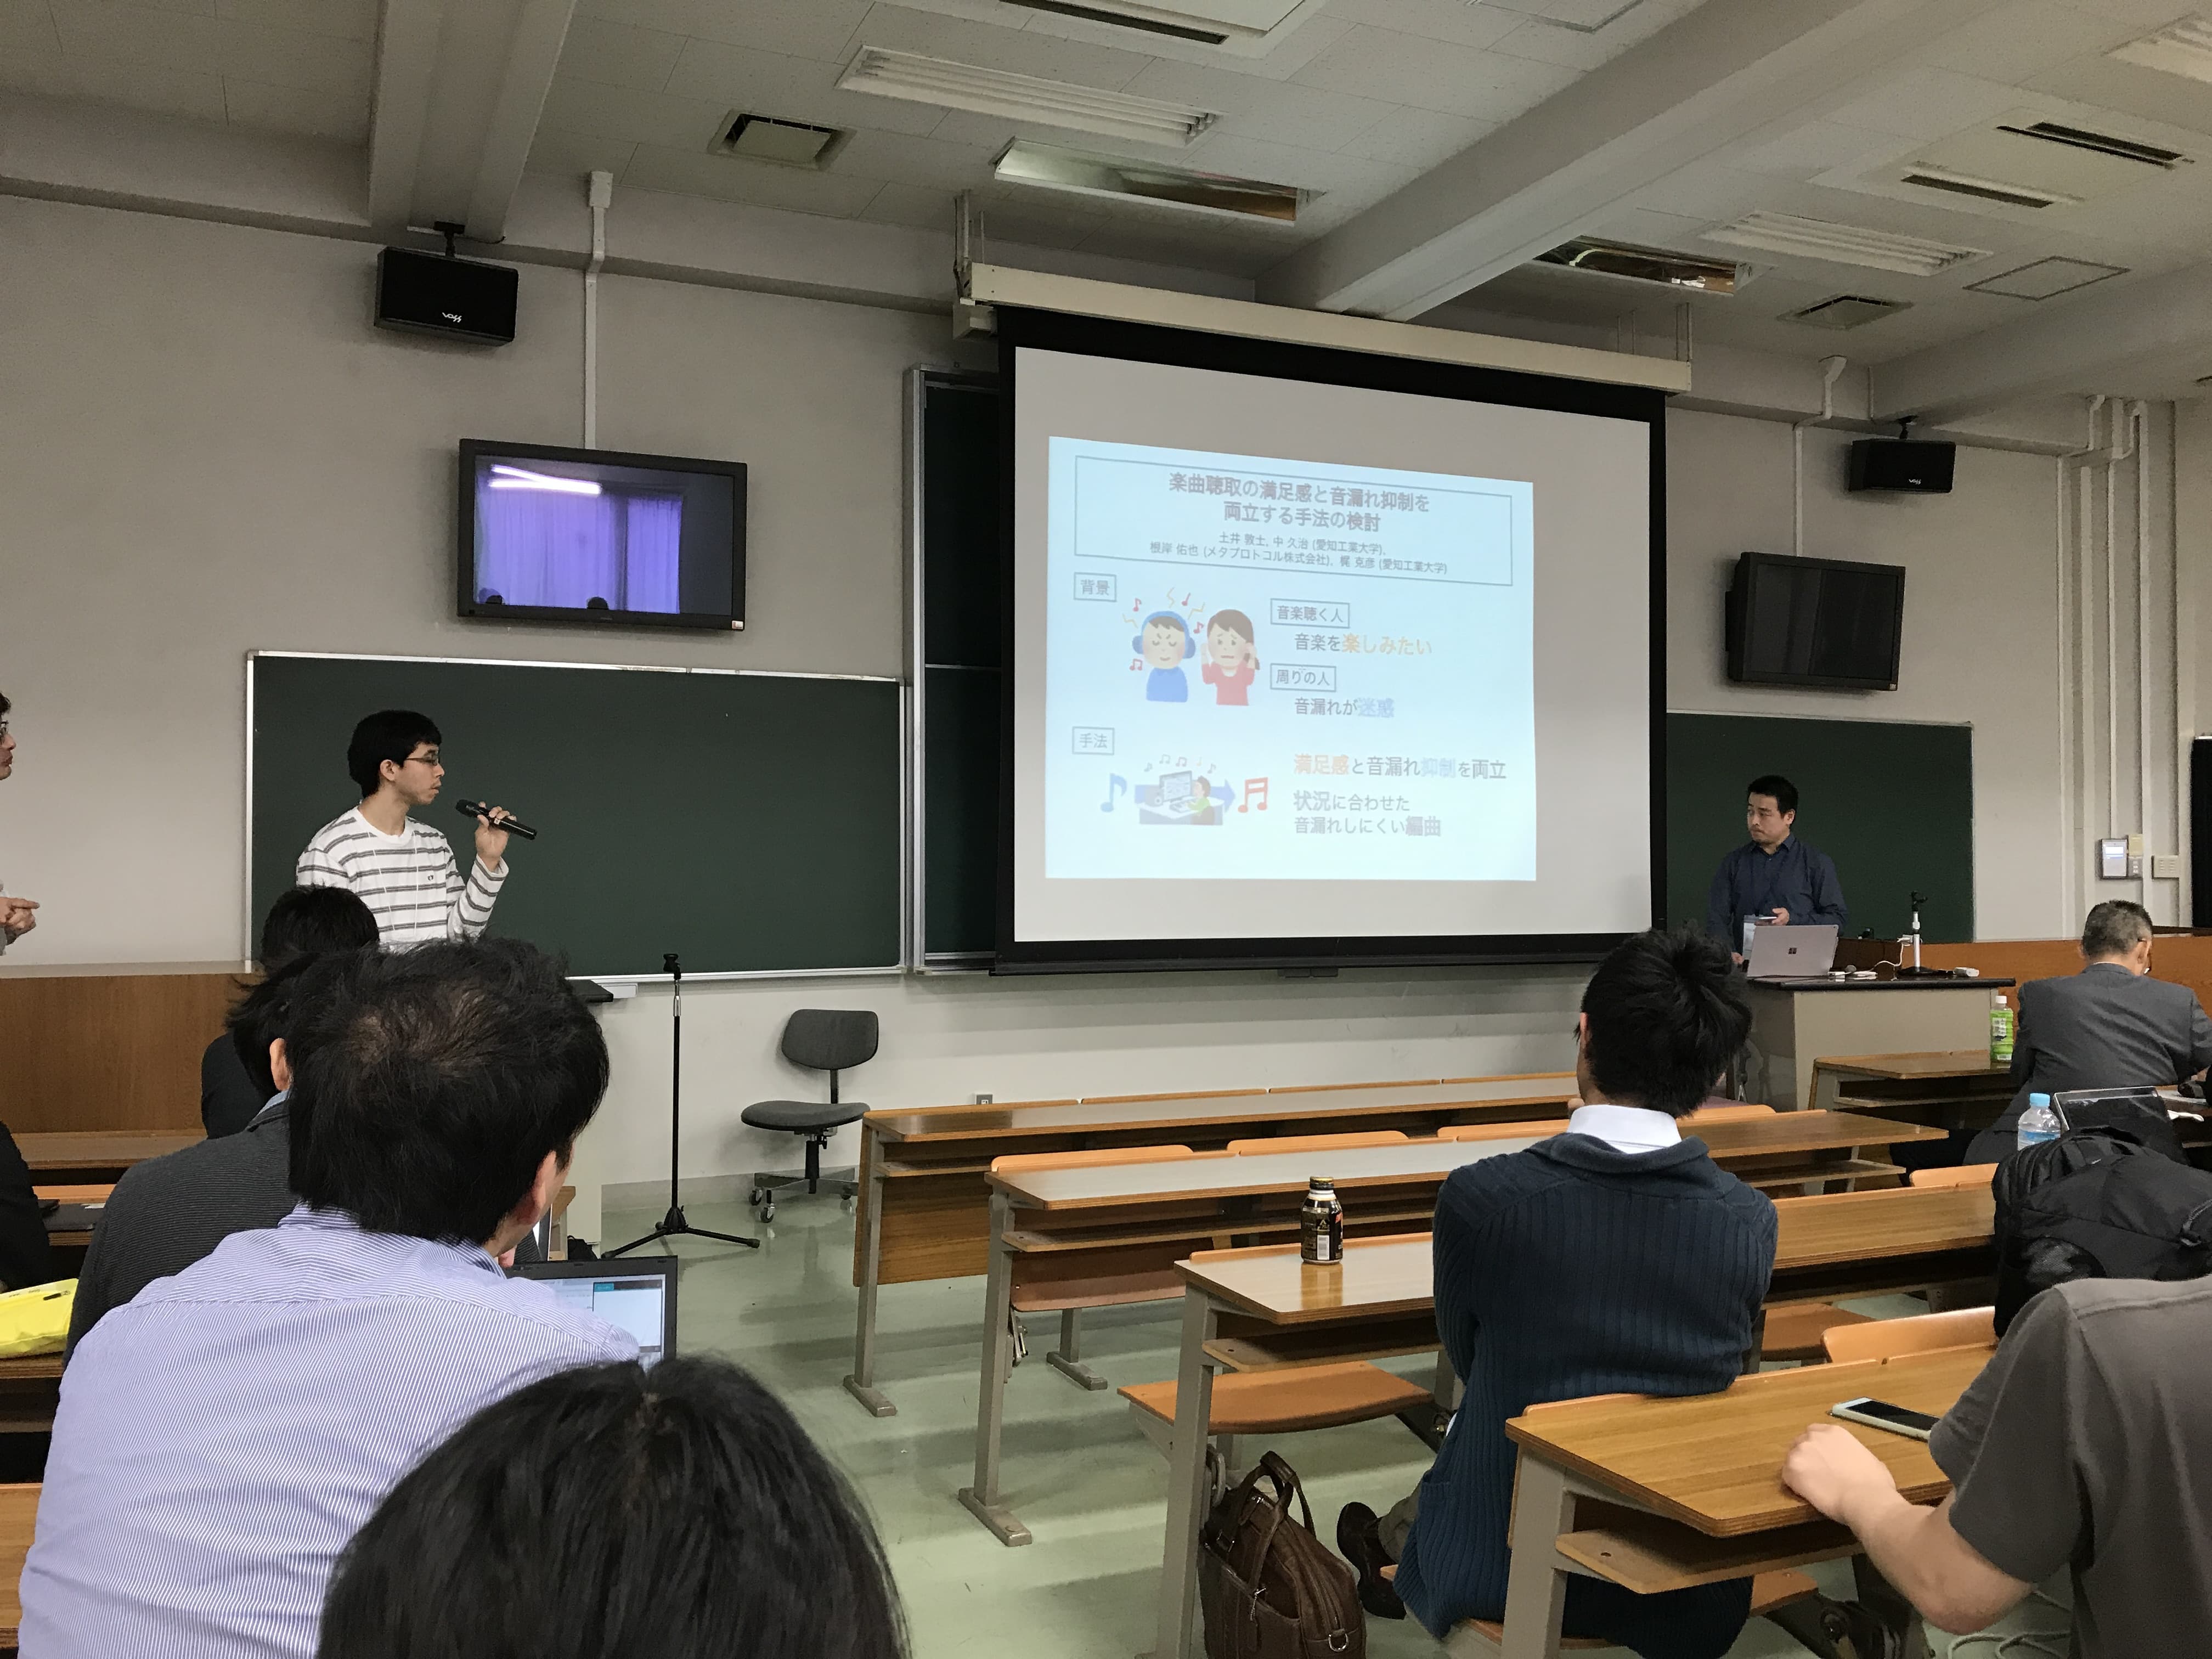 voss
voss
楽曲聴取の満足感と音漏れ抑制を
両立する手法の検討
土井 敦士, 中 久治 (愛知工業大学),
根岸 佑也 (メタプロトコル株式会社), 梶 克彦 (愛知工業大学)
背景
音楽聴く人
音楽を楽しみたい
周りの人
音漏れが迷惑
手法
満足感と音漏れ抑制を両立
状況に合わせた
音漏れしにくい編曲